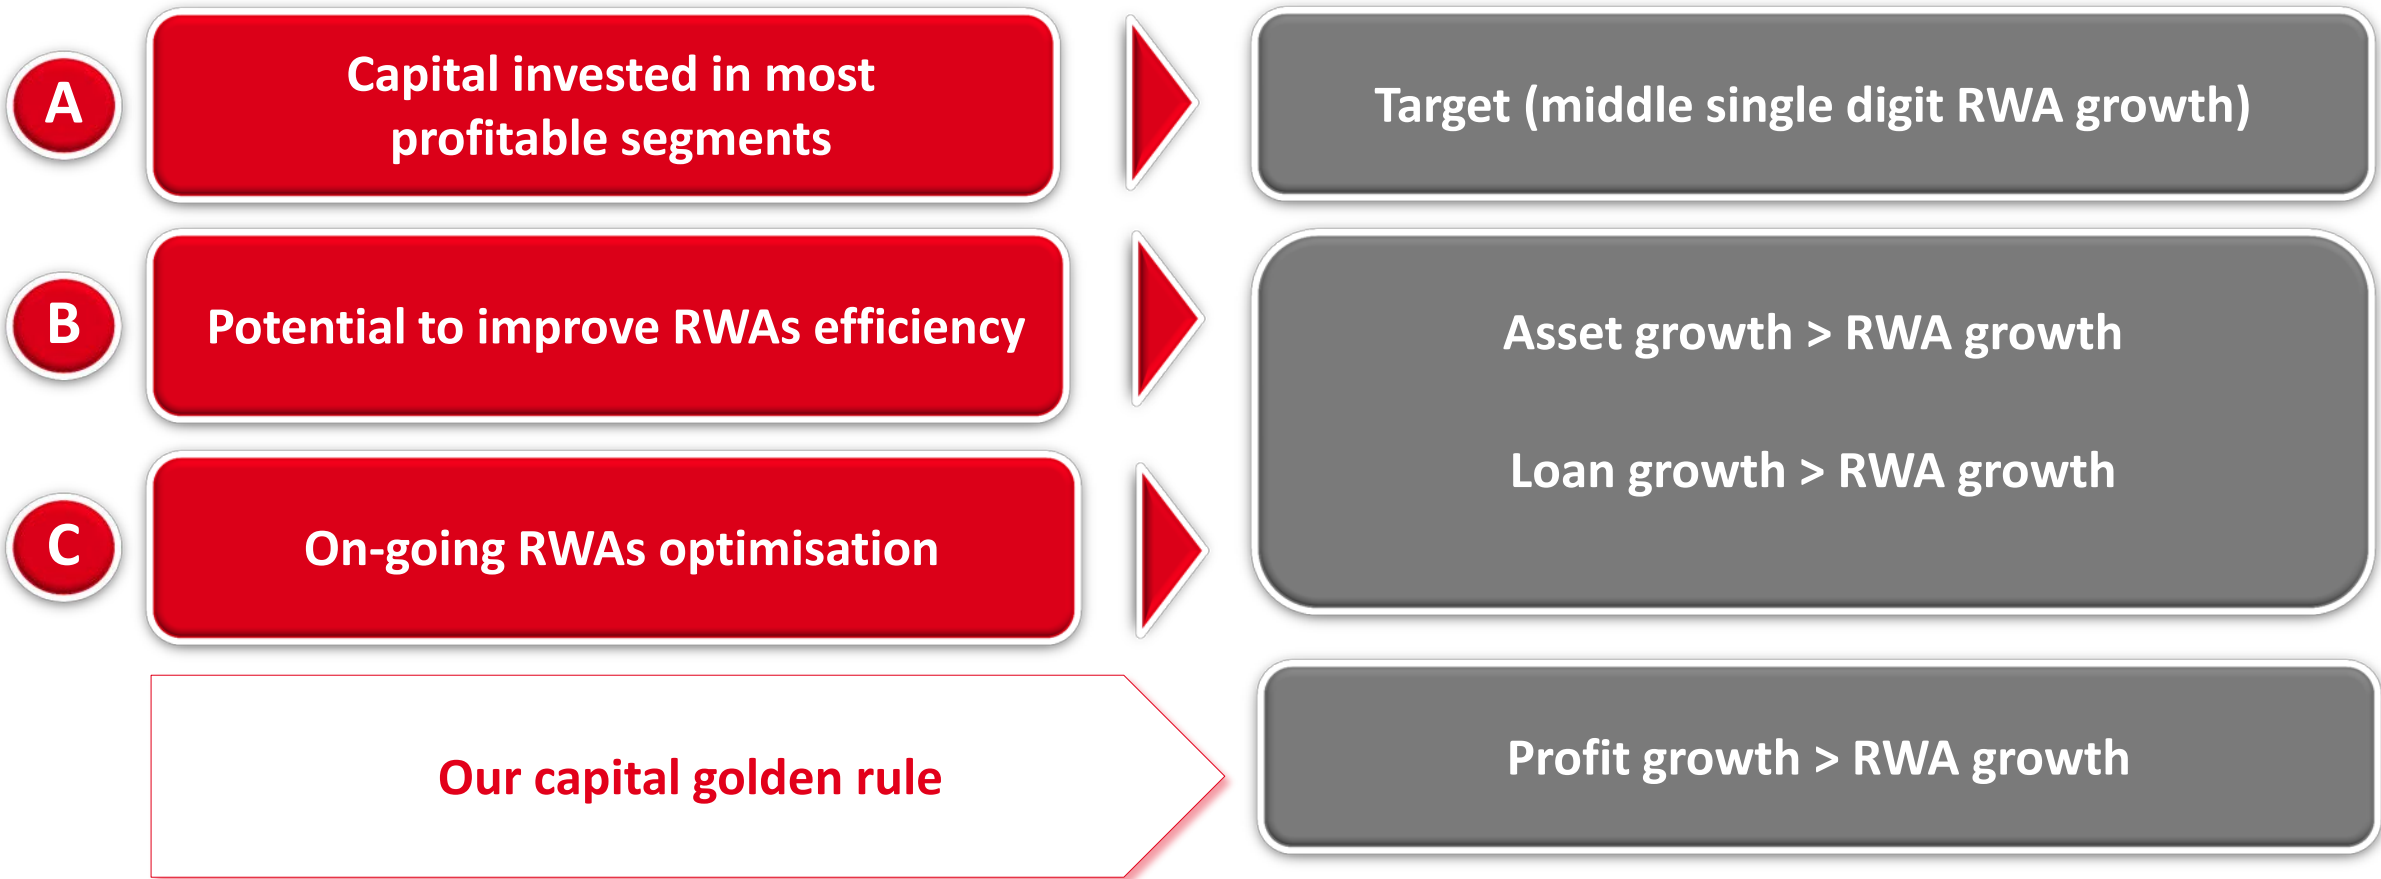 A
Capital invested in most
profitable segments
Target (middle single digit RWA growth)
B
Potential to improve RWAs efficiency
Asset growth > RWA growth
Loan growth > RWA growth
C
On-going RWAs optimisation
Our capital golden rule
Profit growth > RWA growth